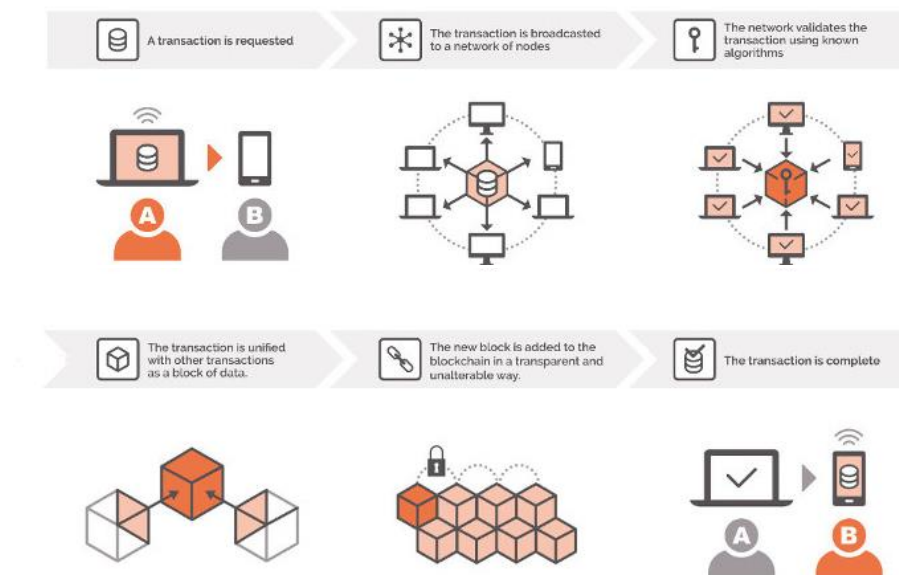 A transaction is requested
The transaction is broadcasted
to a network of nodes
The network validates the
transaction using known
algorithms
A
B
The transaction is unified
with other transactions
as a block of data.
The new block is added to the
blockchain in a transparent and
unalterable way.
The transaction is complete
A
B